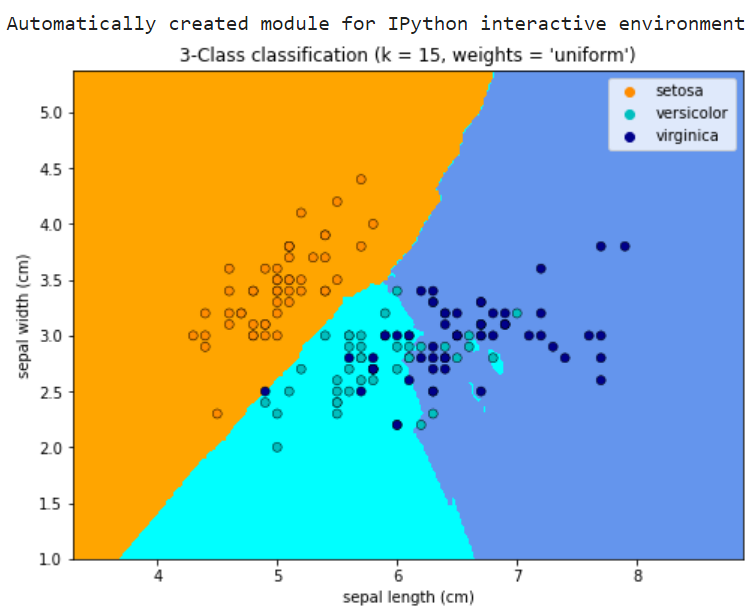 Automatically created module for IPython interactive environment
3-Class classification (k = 15, weights = 'uniform')
setosa
versicolor
virginica
sepal width (cm)
5.0
4.5
4.0
3.5
3.0
2.5
2.0
1.5
1.0
4 5 6 7 8
sepal length (cm)